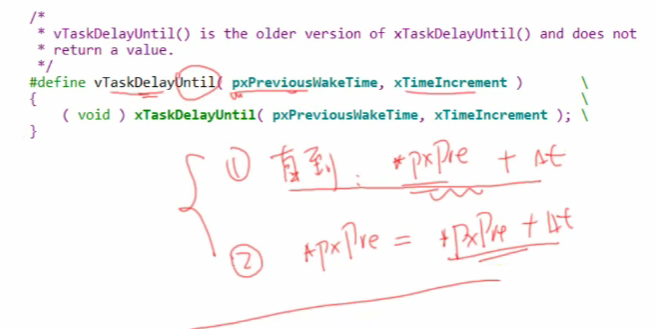 /*
* vTaskDelayUntil() is the older version of xTaskDelayUntil() and does not
* return a value.
*/
#define vTaskDelayUntil( pxPreviousWakeTime, xTimeIncrement ) \
{ \
( void ) xTaskDelayUntil( pxPreviousWakeTime, xTimeIncrement ); \
}
① 直到: *pxPre + Δt
② *pxPre = *pxPre + Δt